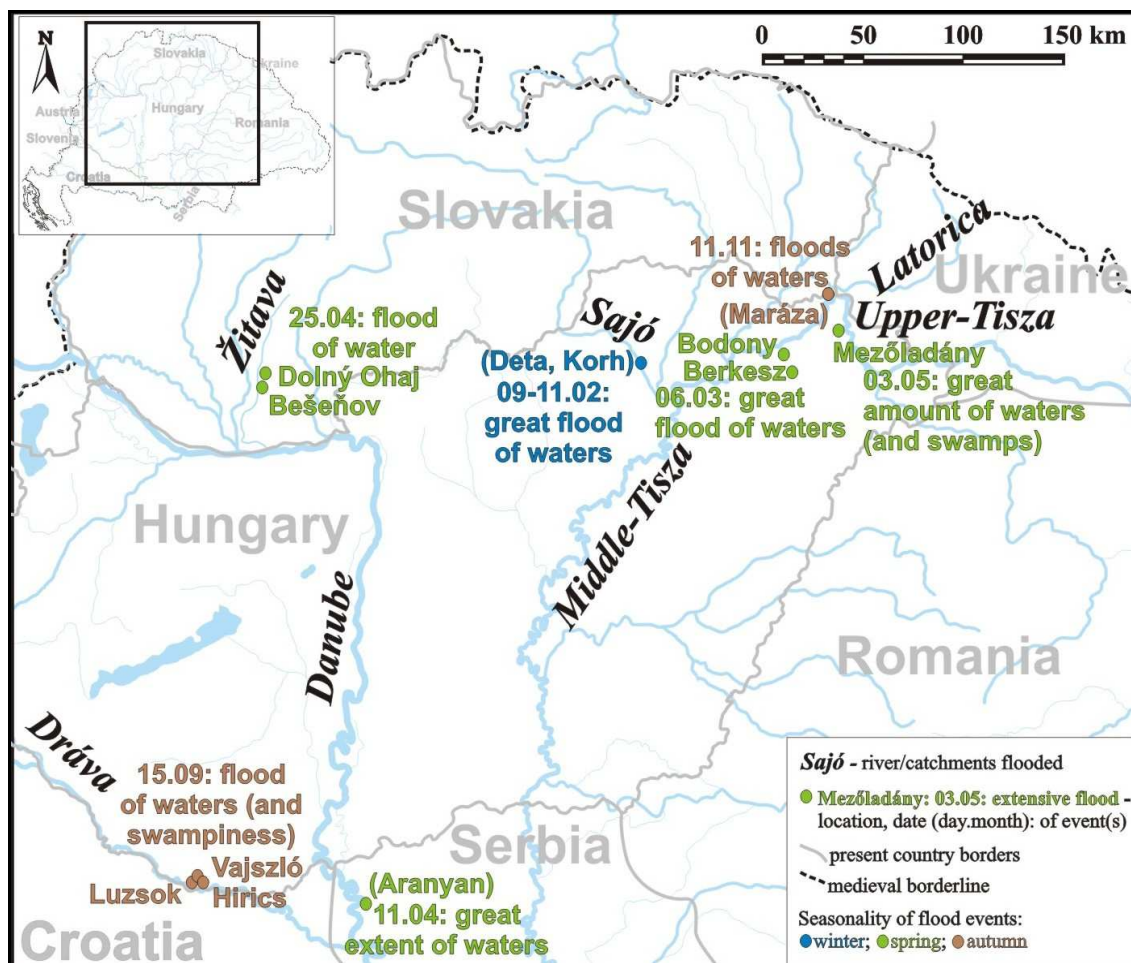 N
Slovakia
Ukraine
Austria
Hungary
Slovenia
Romania
Croatia
Serbia
0 50 100 150 km
Slovakia
Ukraine
Hungary
Romania
Serbia
Croatia
Žitava
25.04: flood
of water
Dolný Ohaj
Bešeňov
Sajó
(Deta, Korh)
09-11.02:
great flood
of waters
11.11: floods
of waters
(Maráza)
Latorica
Upper-Tisza
Bodony
Berkesz
06.03: great
flood of waters
Mezőladány
03.05: great
amount of waters
(and swamps)
Middle-Tisza
Danube
Dráva
15.09: flood
of waters (and
swampiness)
Vajszló
Luzsok
Hirics
(Aranyan)
11.04: great
extent of waters
Sajó - river/catchments flooded
Mezőladány: 03.05: extensive flood -
location, date (day.month): of event(s)
present country borders
medieval borderline
Seasonality of flood events:
winter; spring; autumn